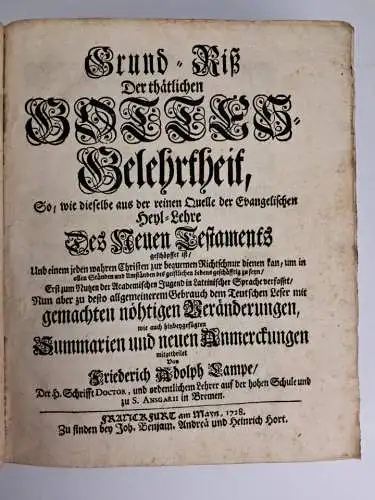 Grund-Riß
Der thätlichen
GOTTES-
Gelehrtheit,
So, wie dieselbe aus der reinen Quelle der Evangelischen
Heyl-Lehre
Des Neuen Testaments
geschöpffet ist/
Und einem jeden wahren Christen zur bequemen Richtschnur dienen kan, um in
allen Ständen und Umständen des geistlichen Lebens geschäfftig zu seyn/
Erst zum Nutzen der Academischen Jugend in Lateinischer Sprache verfasset/
Nun aber zu desto allgemeinerem Gebrauch dem Teutschen Leser mit
gemachten nöhtigen Veränderungen,
wie auch hinbeygefügten
Summarien und neuen Anmerckungen
mitgetheilet
Von
Friederich Adolph Lampe/
Der H. Schrifft DOCTOR, und ordentlichem Lehrer auf der hohen Schule und
zu S. ANSGARII in Bremen.
FRANCKFURT am Mayn, 1728.
Zu finden bey Joh. Benjam. Andreä und Heinrich Hort.